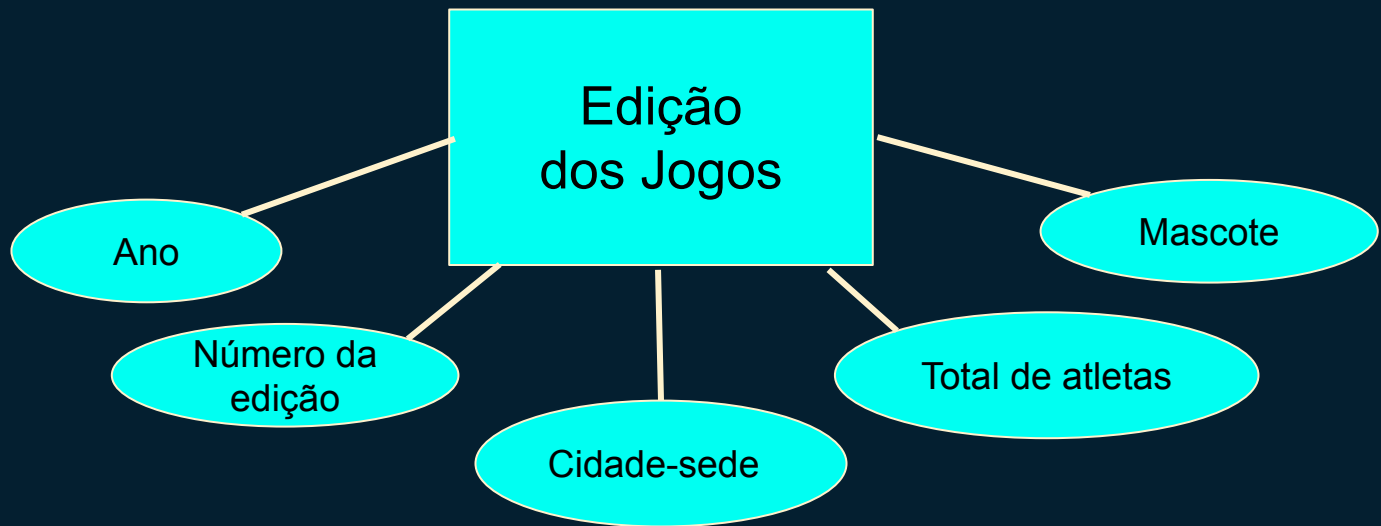 Edição
dos Jogos
Ano
Mascote
Número da
edição
Total de atletas
Cidade-sede